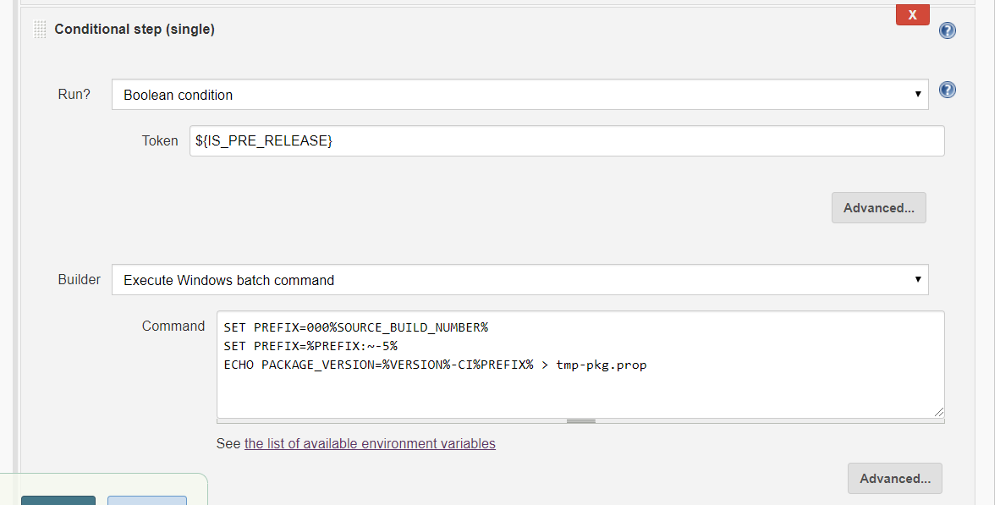 Conditional step (single)
X
?
Run?
Boolean condition
?
Token
${IS_PRE_RELEASE}
Advanced...
Builder
Execute Windows batch command
Command
SET PREFIX=000%SOURCE_BUILD_NUMBER%
SET PREFIX=%PREFIX:~-5%
ECHO PACKAGE_VERSION=%VERSION%-CI%PREFIX% > tmp-pkg.prop
See the list of available environment variables
Advanced...